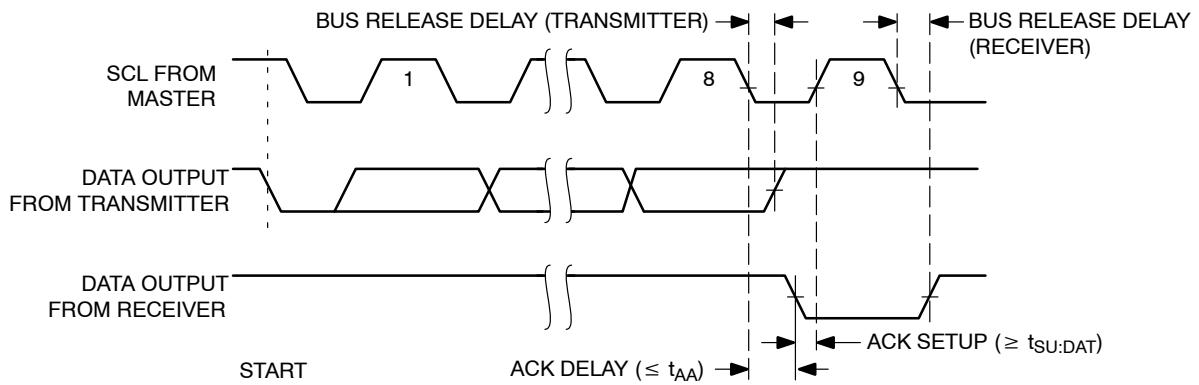 BUS RELEASE DELAY (TRANSMITTER)
BUS RELEASE DELAY
(RECEIVER)
SCL FROM
MASTER
1
8
9
DATA OUTPUT
FROM TRANSMITTER
DATA OUTPUT
FROM RECEIVER
ACK SETUP (≥ tSU:DAT)
START
ACK DELAY (≤ tAA)